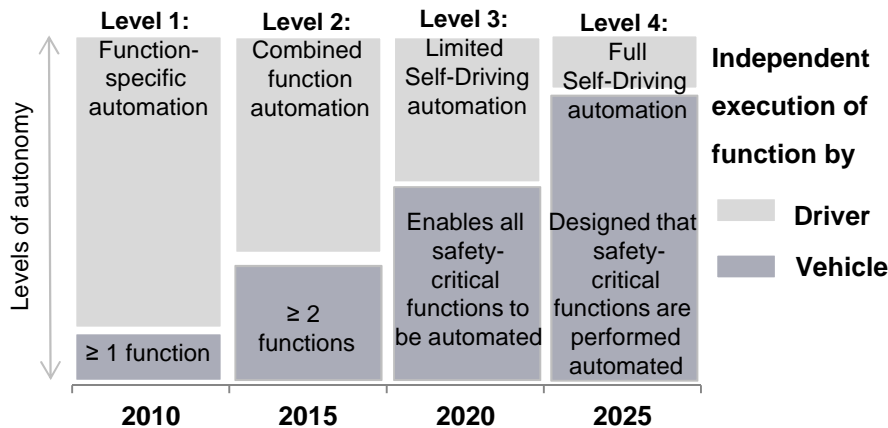 Level 1:
Function-
specific
automation
≥ 1 function
2010
Level 2:
Combined
function
automation
≥ 2
functions
2015
Level 3:
Limited
Self-Driving
automation
Enables all
safety-
critical
functions to
be automated
2020
Level 4:
Full
Self-Driving
automation
Designed that
safety-
critical
functions are
performed
automated
2025
Levels of autonomy
Independent
execution of
function by
Driver
Vehicle